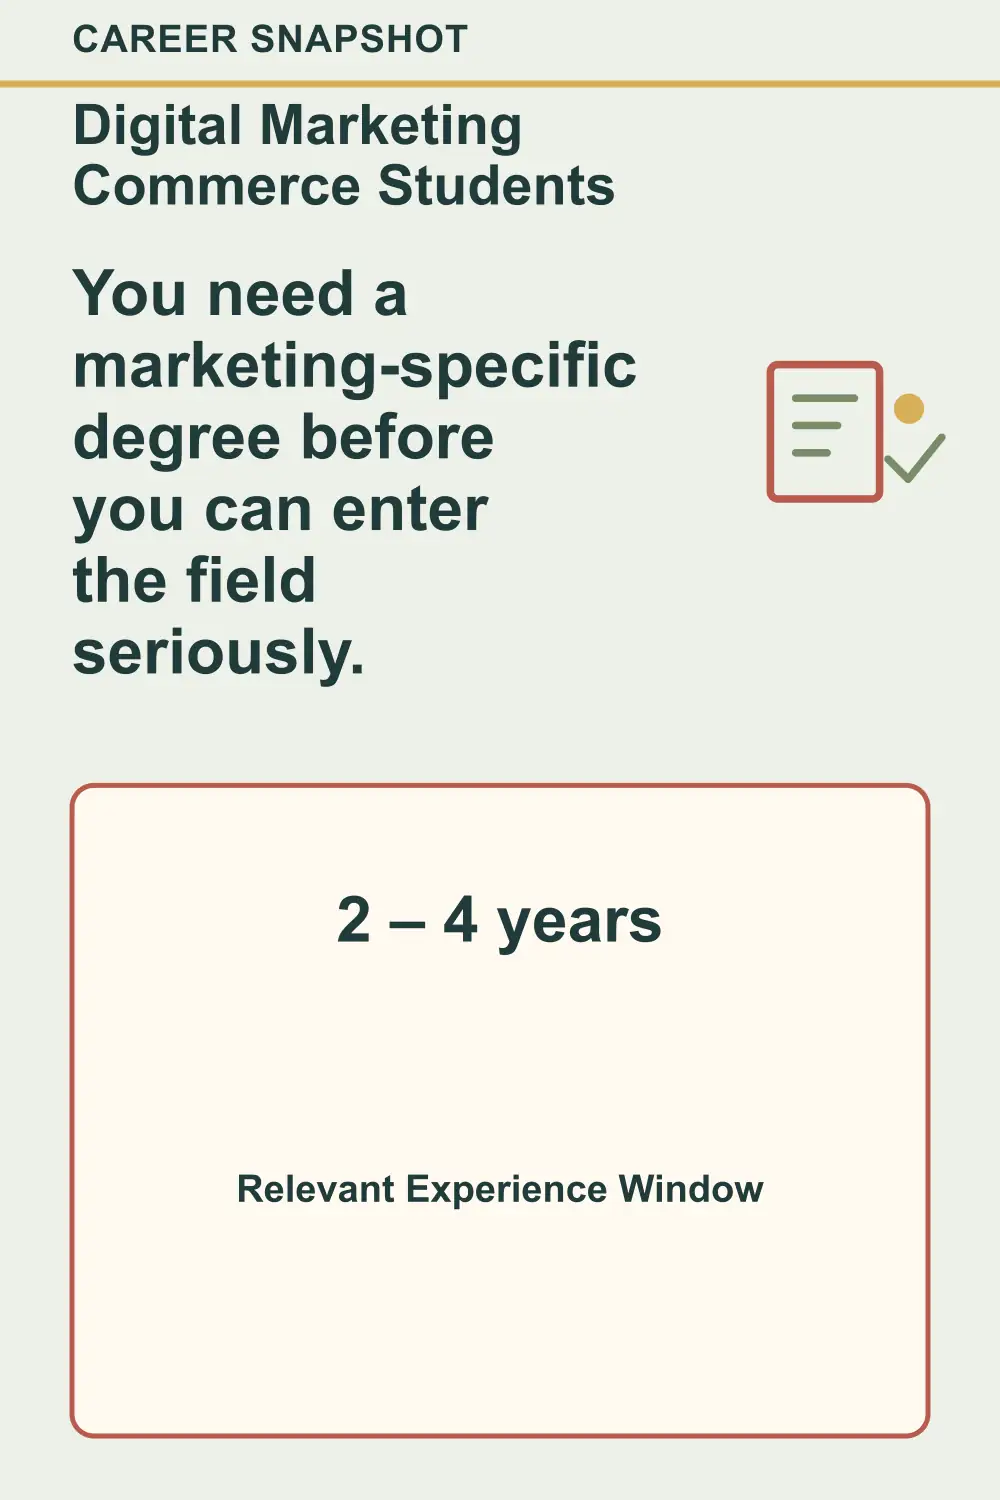 CAREER SNAPSHOT
Digital Marketing
Commerce Students
You need a
marketing-specific
degree before
you can enter
the field
seriously.
2 – 4 years
Relevant Experience Window